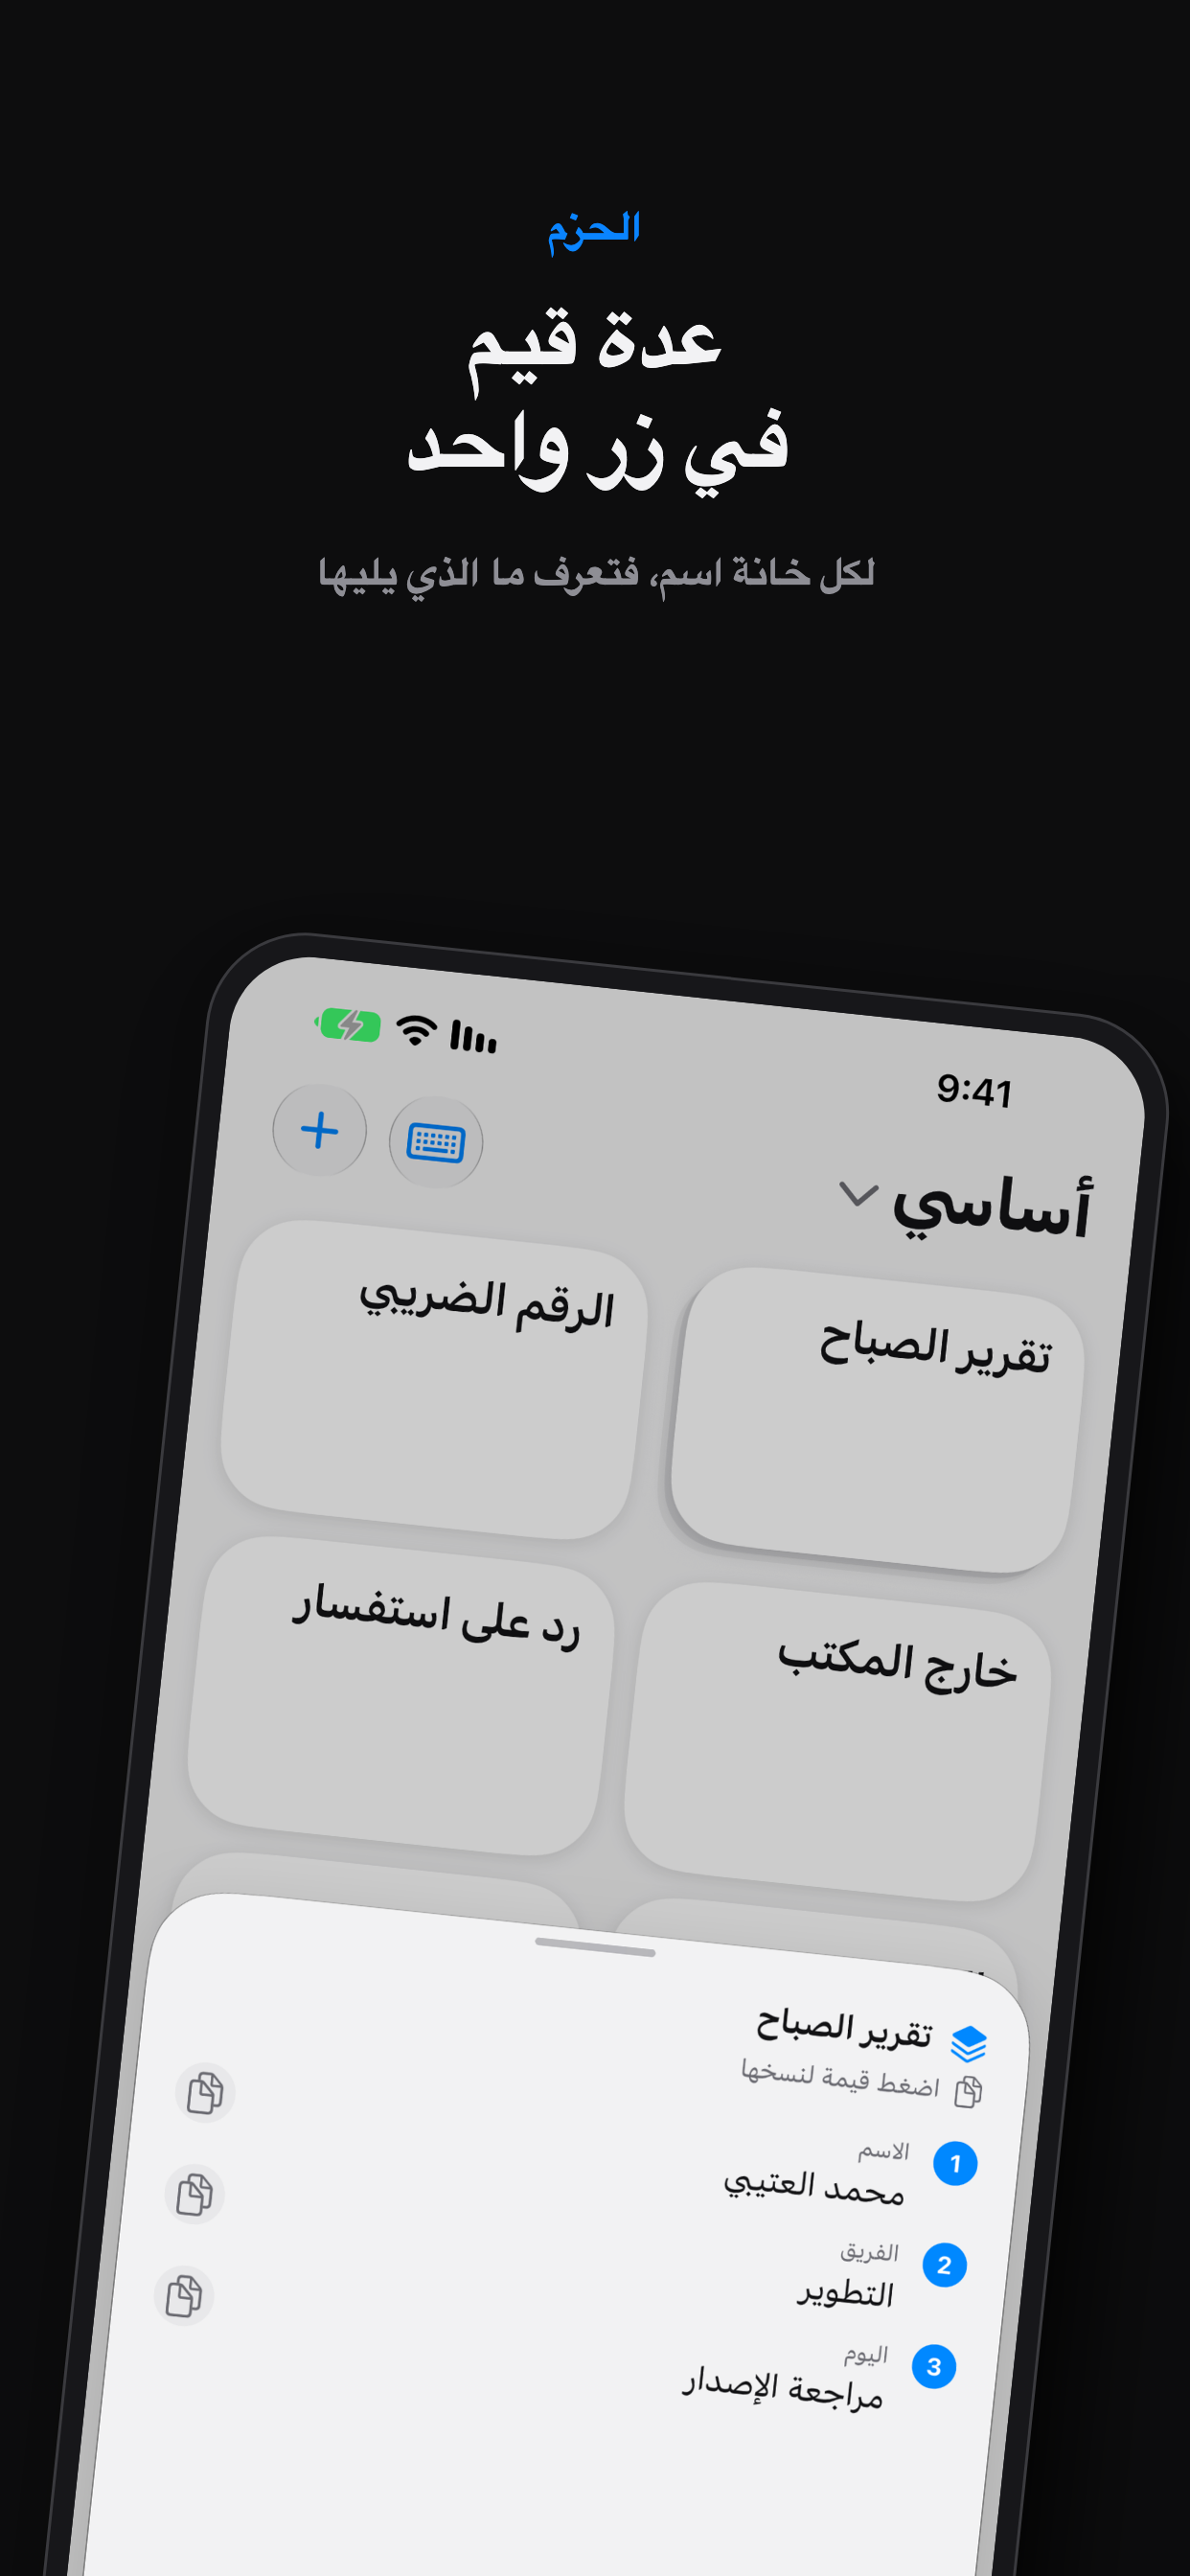 الحزم
عدة قيم
في زر واحد
لكل خانة اسم، فتعرف ما الذي يليها
9:41
أساسي
تقرير الصباح
الرقم الضريبي
خارج المكتب
رد على استفسار
تقرير الصباح
اضغط قيمة لنسخها
1
الاسم
محمد العتيبي
2
الفريق
التطوير
3
اليوم
مراجعة الإصدار